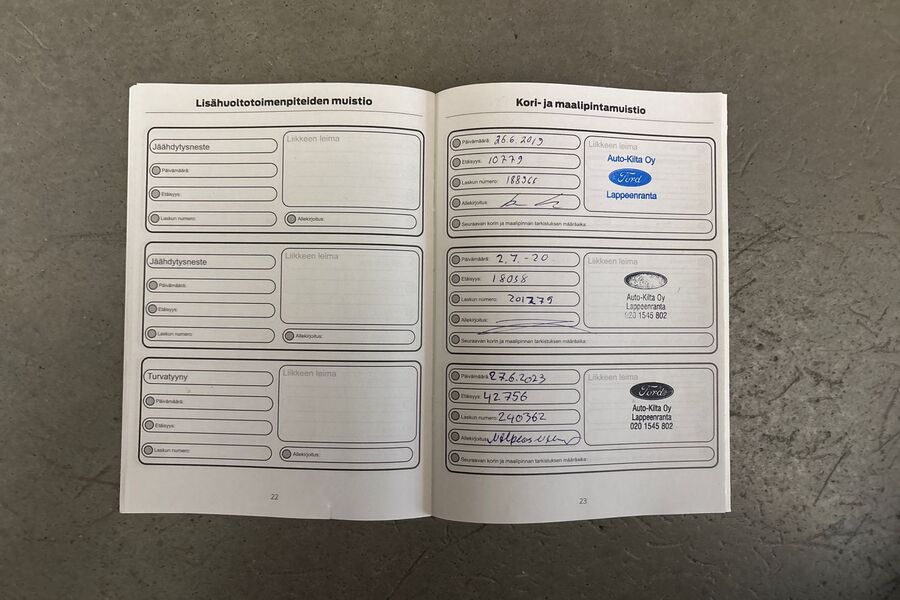 Lisähuoltotoimenpiteiden muistio
Jäähdytysneste
Päivämäärä:
Etäisyys:
Laskun numero:
Liikkeen leima
Allekirjoitus:
Jäähdytysneste
Päivämäärä:
Etäisyys:
Laskun numero:
Liikkeen leima
Allekirjoitus:
Turvatyyny
Päivämäärä:
Etäisyys:
Laskun numero:
Liikkeen leima
Allekirjoitus:
22
Kori- ja maalipintamuistio
Päivämäärä: 26.6.2019
Etäisyys: 10779
Laskun numero:
Allekirjoitus:
Seuraavan korin ja maalipinnan tarkistuksen määräaika:
Liikkeen leima
Auto-Kilta Oy
Ford
Lappeenranta
Päivämäärä: 2.7.-20
Etäisyys: 18058
Laskun numero: 201279
Allekirjoitus:
Seuraavan korin ja maalipinnan tarkistuksen määräaika:
Liikkeen leima
Auto-Kilta Oy
Lappeenranta
020 1545 802
Päivämäärä: 27.6.2023
Etäisyys: 42756
Laskun numero: 240362
Allekirjoitus:
Seuraavan korin ja maalipinnan tarkistuksen määräaika:
Liikkeen leima
Ford
Auto-Kilta Oy
Lappeenranta
020 1545 802
23